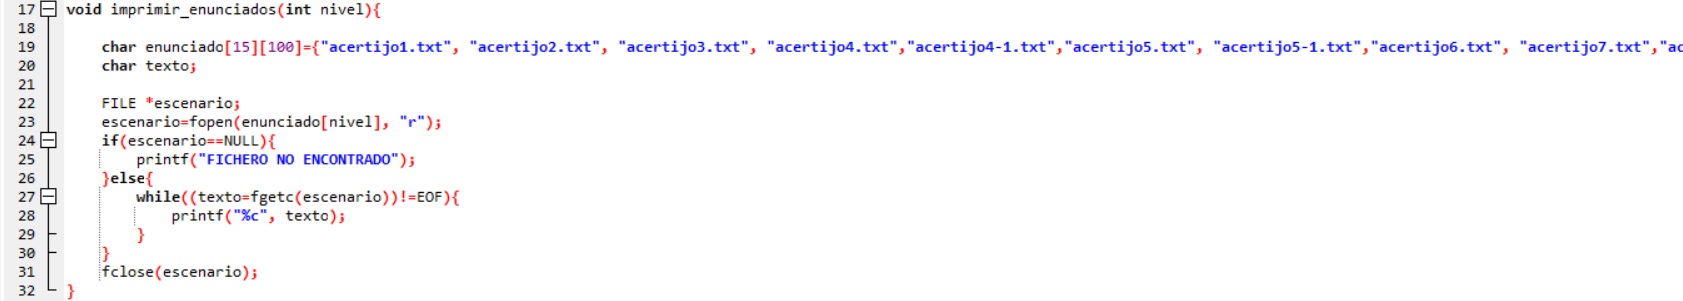 17 void imprimir_enunciados(int nivel){
18
19 char enunciado[15][100]={"acertijo1.txt", "acertijo2.txt", "acertijo3.txt", "acertijo4.txt","acertijo4-1.txt","acertijo5.txt", "acertijo5-1.txt","acertijo6.txt", "acertijo7.txt","ac
20 char texto;
21
22 FILE *escenario;
23 escenario=fopen(enunciado[nivel], "r");
24 if(escenario==NULL){
25 printf("FICHERO NO ENCONTRADO");
26 }else{
27 while((texto=fgetc(escenario))!=EOF){
28 printf("%c", texto);
29 }
30 }
31 fclose(escenario);
32 }